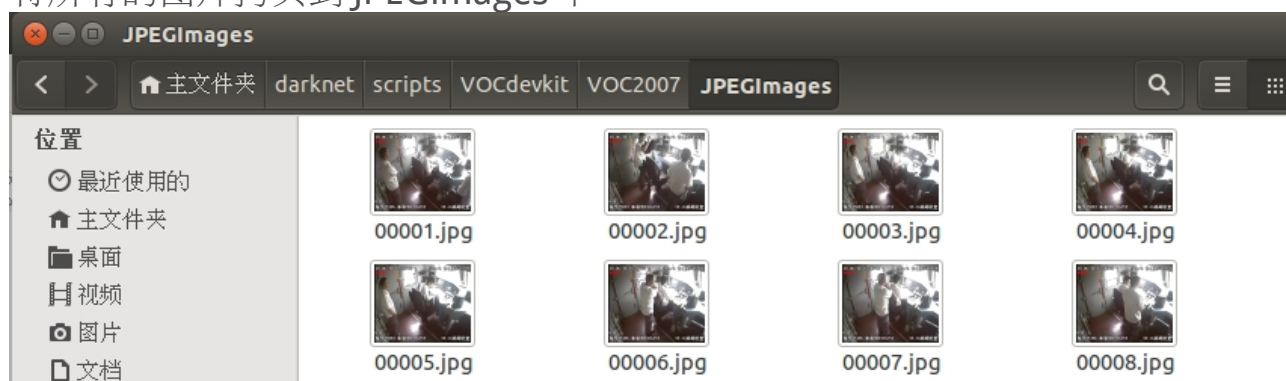 JPEGImages
主文件夹 darknet scripts VOCdevkit VOC2007 JPEGImages
位置
最近使用的
主文件夹
桌面
视频
图片
文档
00001.jpg 00002.jpg 00003.jpg 00004.jpg
00005.jpg 00006.jpg 00007.jpg 00008.jpg